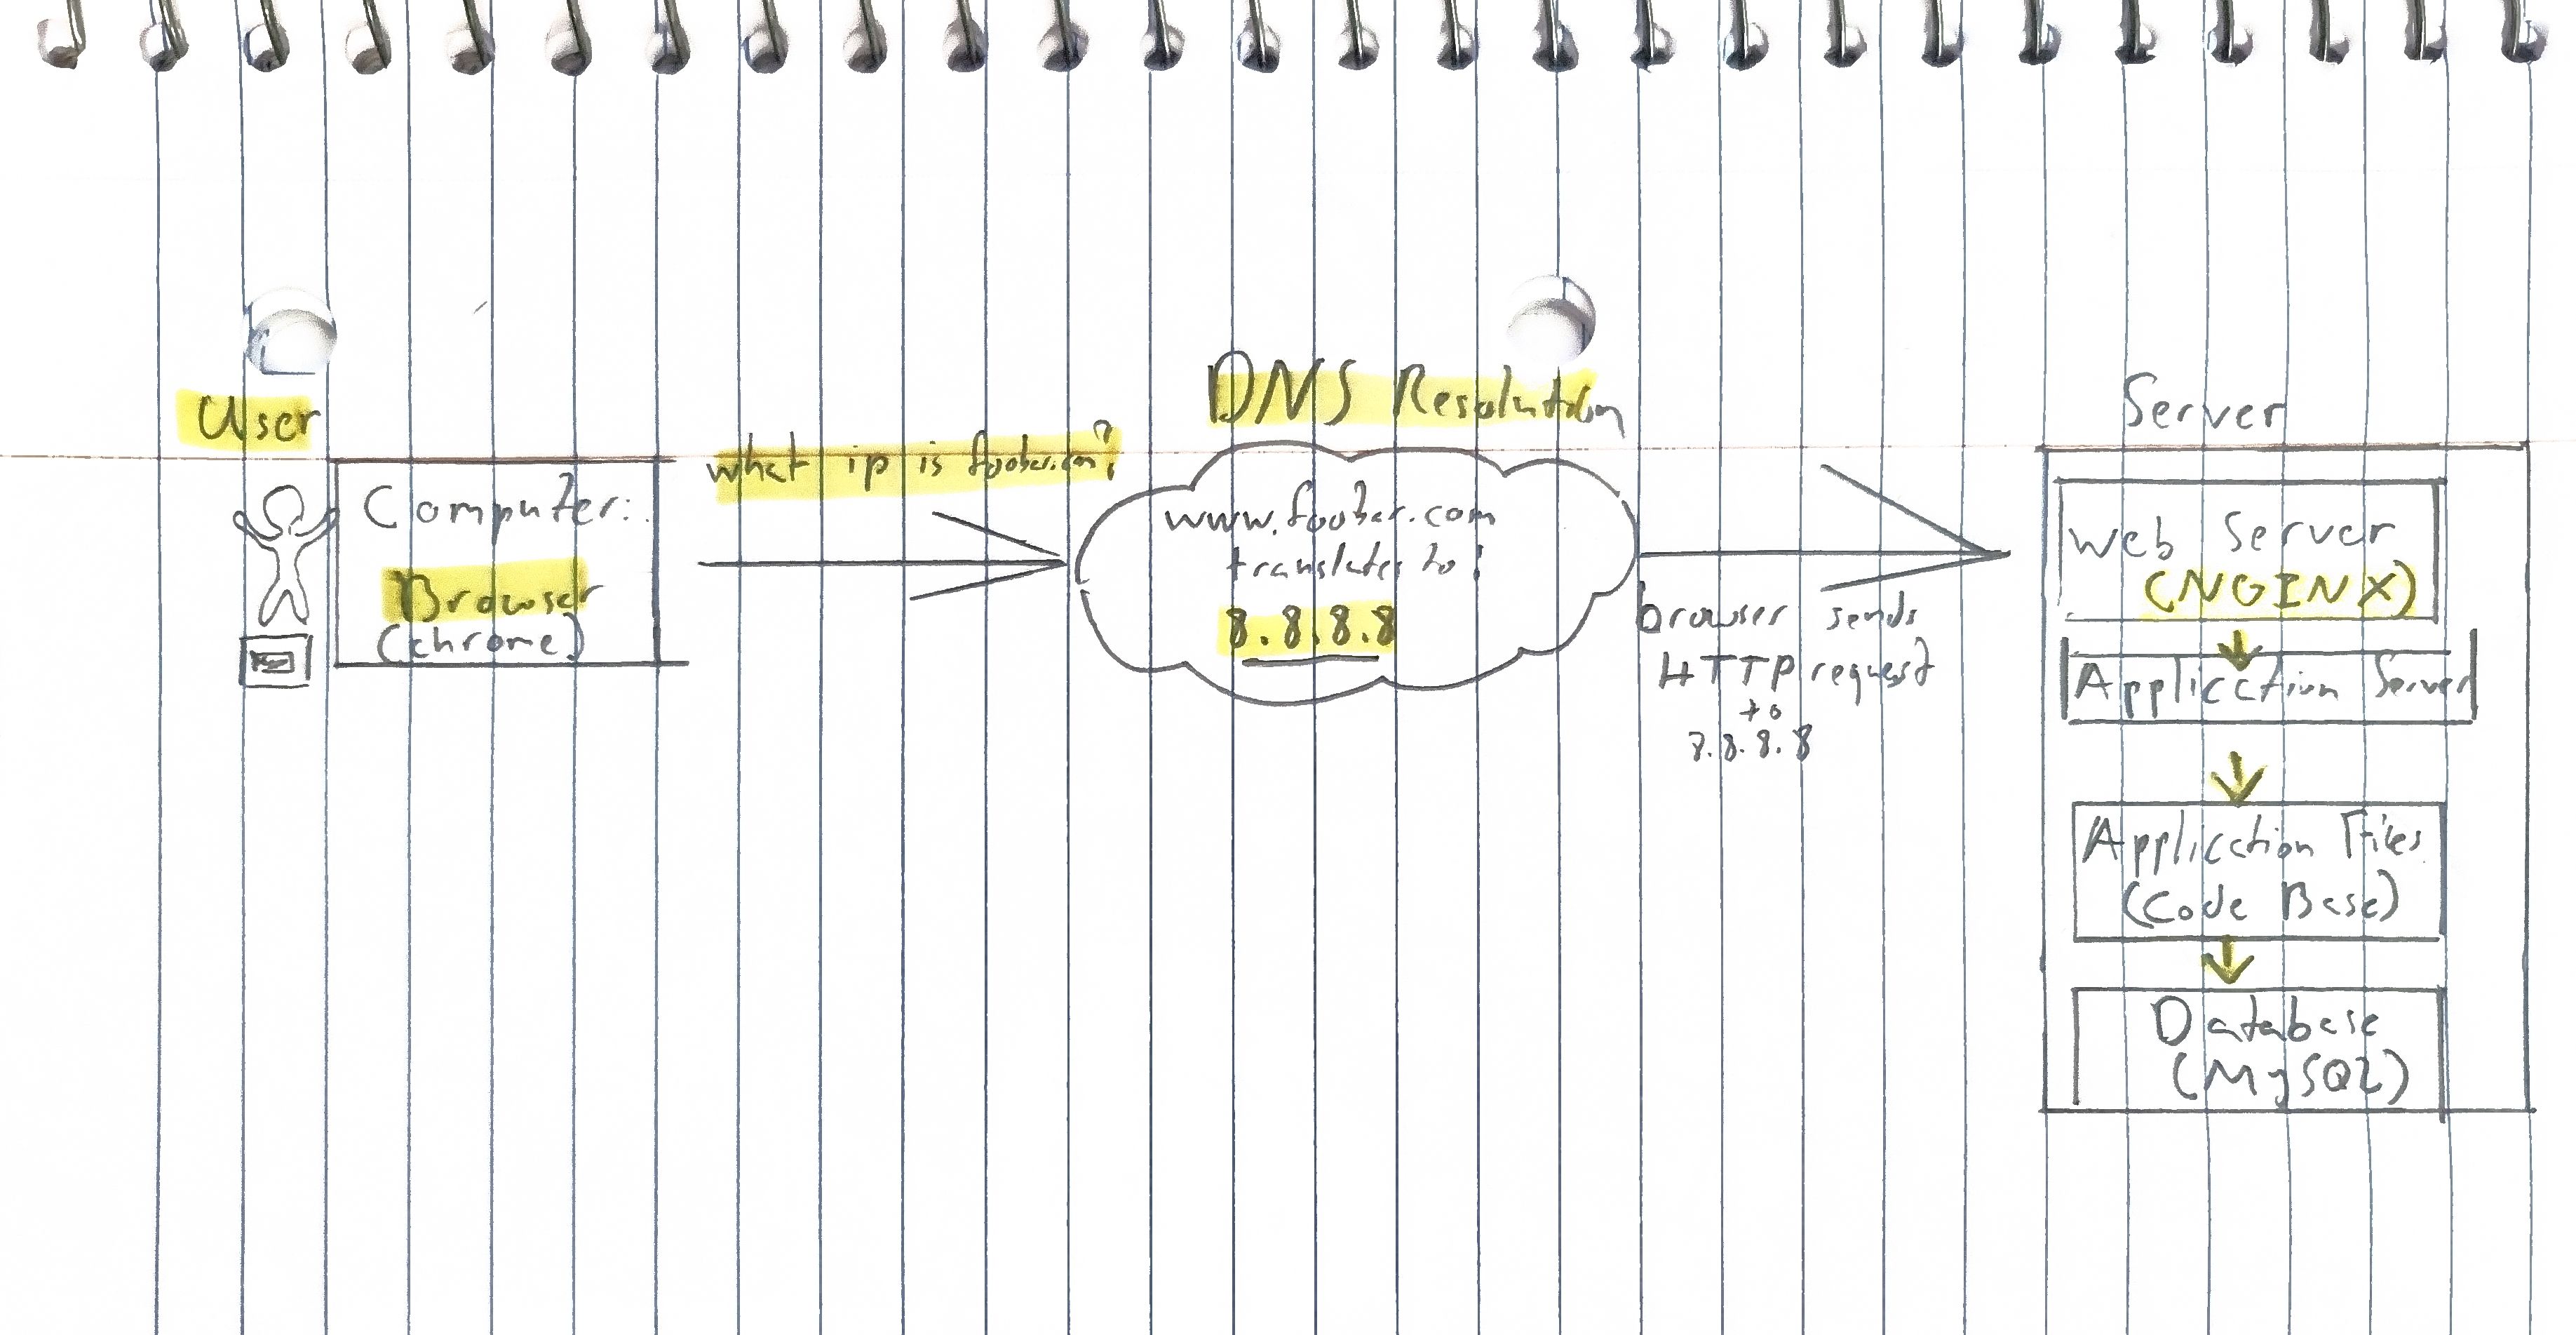 User
Computer:
Browser
(chrome)
what ip is foobar.com?
DNS Resolution
www.foobar.com
translates to:
8.8.8.8
browser sends
HTTP request
to
8.8.8.8
Server
Web Server
(NGINX)
Application Server
Application Files
(Code Base)
Database
(MySQL)